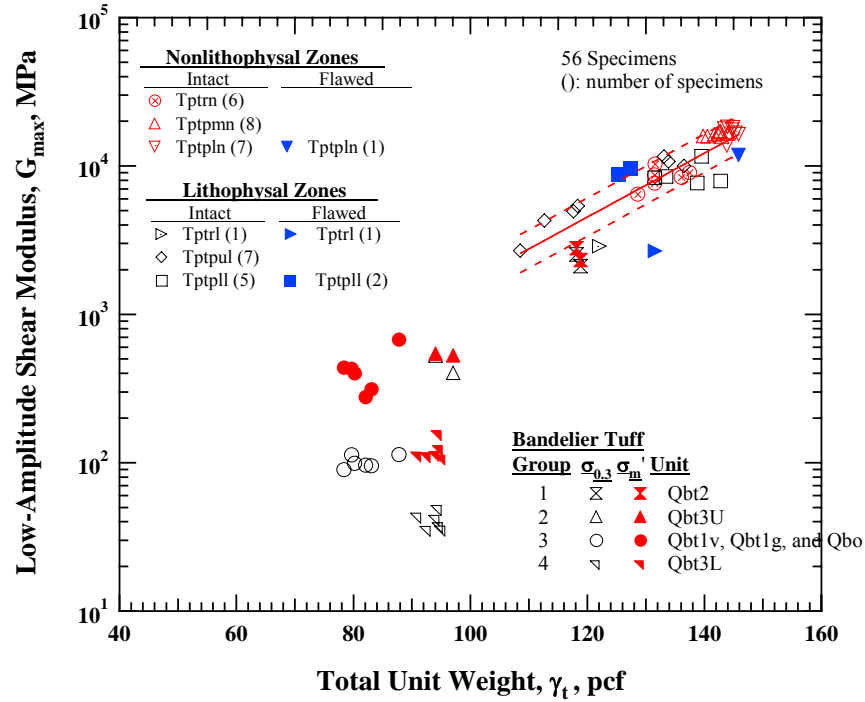 10^5
10^4
10^3
10^2
10^1
Low-Amplitude Shear Modulus, G_max, MPa
Nonlithophysal Zones
Intact Flawed
Tptrn (6)
Tptpmn (8)
Tptpln (7) Tptpln (1)
Lithophysal Zones
Intact Flawed
Tptrl (1) Tptrl (1)
Tptpul (7)
Tptpll (5) Tptpll (2)
56 Specimens
(): number of specimens
Bandelier Tuff
Group σ_0.3 σ_m' Unit
1 Qbt2
2 Qbt3U
3 Qbt1v, Qbt1g, and Qbo
4 Qbt3L
40 60 80 100 120 140 160
Total Unit Weight, γ_t, pcf